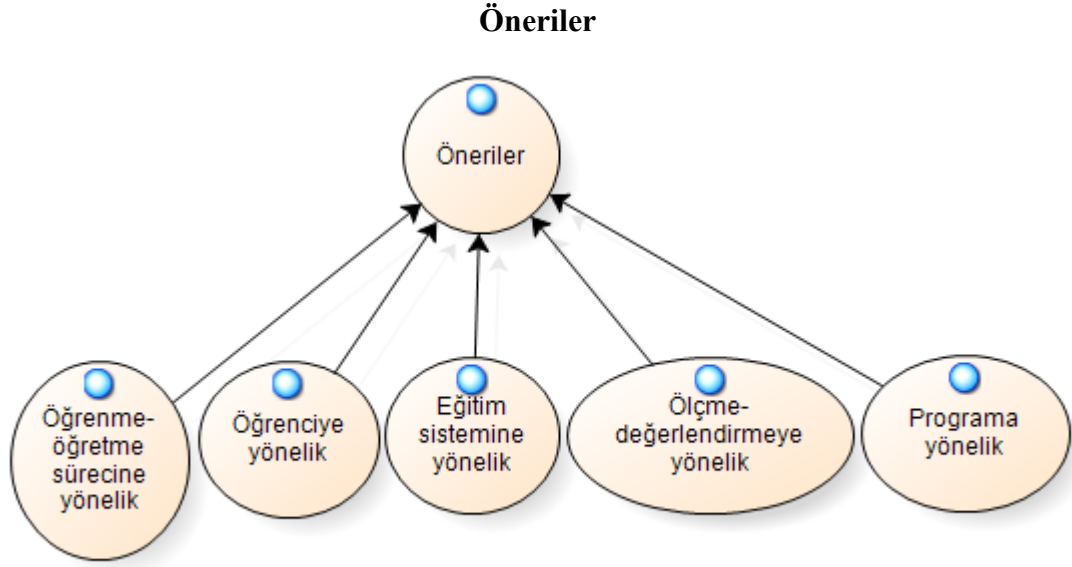 Öneriler
Öneriler
Öğrenme-
öğretme
sürecine
yönelik
Öğrenciye
yönelik
Eğitim
sistemine
yönelik
Ölçme-
değerlendirmeye
yönelik
Programa
yönelik